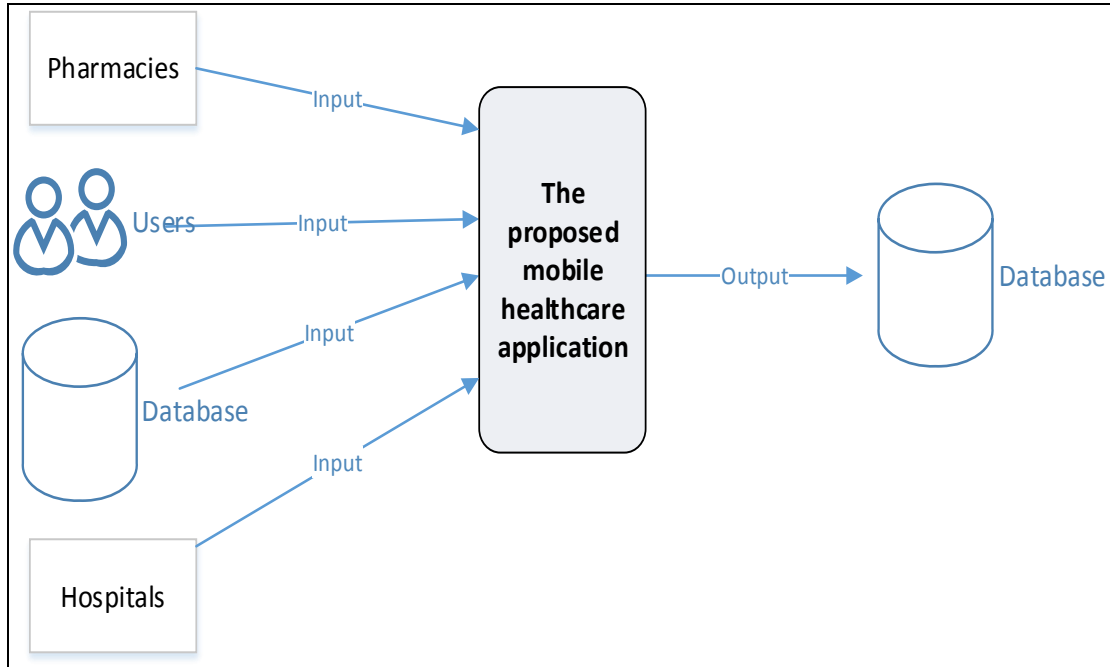 Pharmacies
Input
Users
Input
Database
Input
Hospitals
Input
The
proposed
mobile
healthcare
application
Output
Database